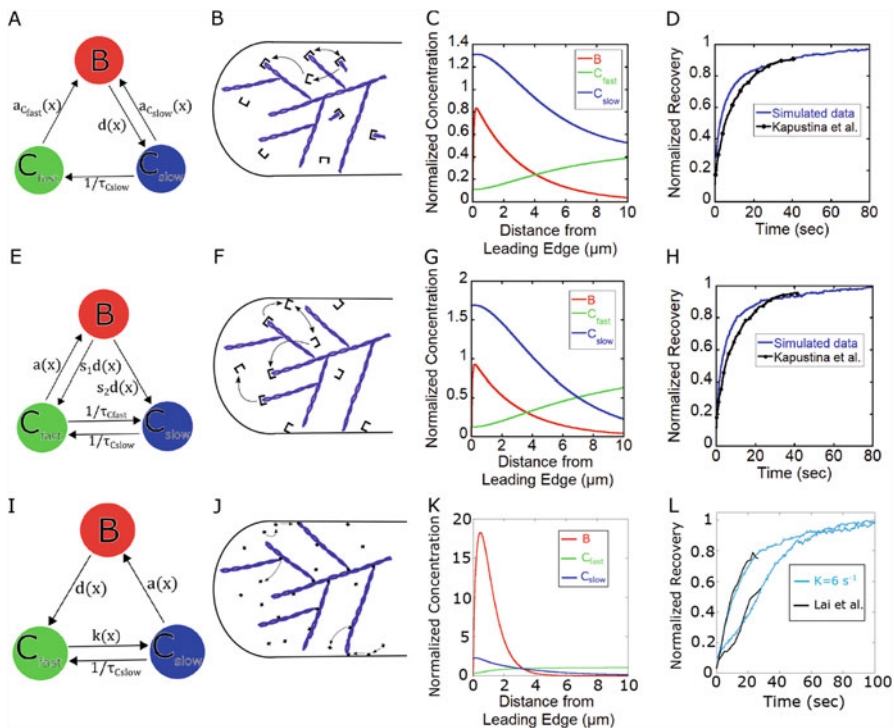 A
B
a_Cfast(x)
a_Cslow(x)
d(x)
C_fast
C_slow
1/τ_Cslow
B
C
Normalized Concentration
1.4
1.2
1
0.8
0.6
0.4
0.2
0
B
C_fast
C_slow
0 2 4 6 8 10
Distance from
Leading Edge (μm)
D
Normalized Recovery
1
0.8
0.6
0.4
0.2
0
Simulated data
Kapustina et al.
0 20 40 60 80
Time (sec)
E
B
a(x)
s₁d(x)
s₂d(x)
1/τ_Cfast
C_fast
C_slow
1/τ_Cslow
F
G
Normalized Concentration
2
1.5
1
0.5
0
B
C_fast
C_slow
0 2 4 6 8 10
Distance from
Leading Edge (μm)
H
Normalized Recovery
1
0.8
0.6
0.4
0.2
0
Simulated data
Kapustina et al.
0 20 40 60 80
Time (sec)
I
B
d(x)
a(x)
k(x)
C_fast
C_slow
1/τ_Cslow
J
K
Normalized Concentration
20
15
10
5
0
B
C_fast
C_slow
0 2 4 6 8 10
Distance from
Leading Edge (μm)
L
Normalized Recovery
1
0.8
0.6
0.4
0.2
0
K=6 s⁻¹
Lai et al.
0 20 40 60 80 100
Time (sec)